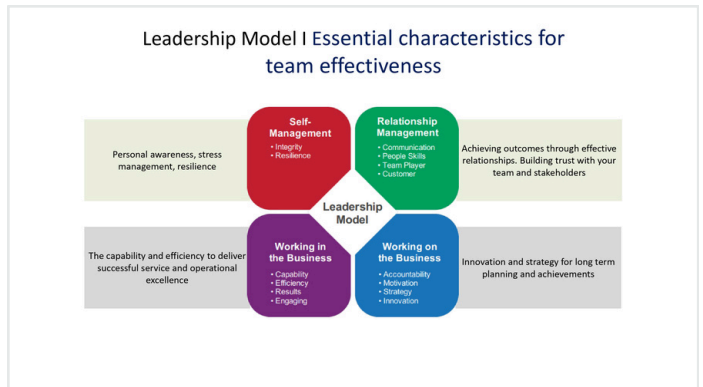 Leadership Model I Essential characteristics for
team effectiveness
Personal awareness, stress
management, resilience
Self-
Management
• Integrity
• Resilience
Relationship
Management
• Communication
• People Skills
• Team Player
• Customer
Achieving outcomes through effective
relationships. Building trust with your
team and stakeholders
Leadership
Model
The capability and efficiency to deliver
successful service and operational
excellence
Working in
the Business
• Capability
• Efficiency
• Results
• Engaging
Working on
the Business
• Accountability
• Motivation
• Strategy
• Innovation
Innovation and strategy for long term
planning and achievements